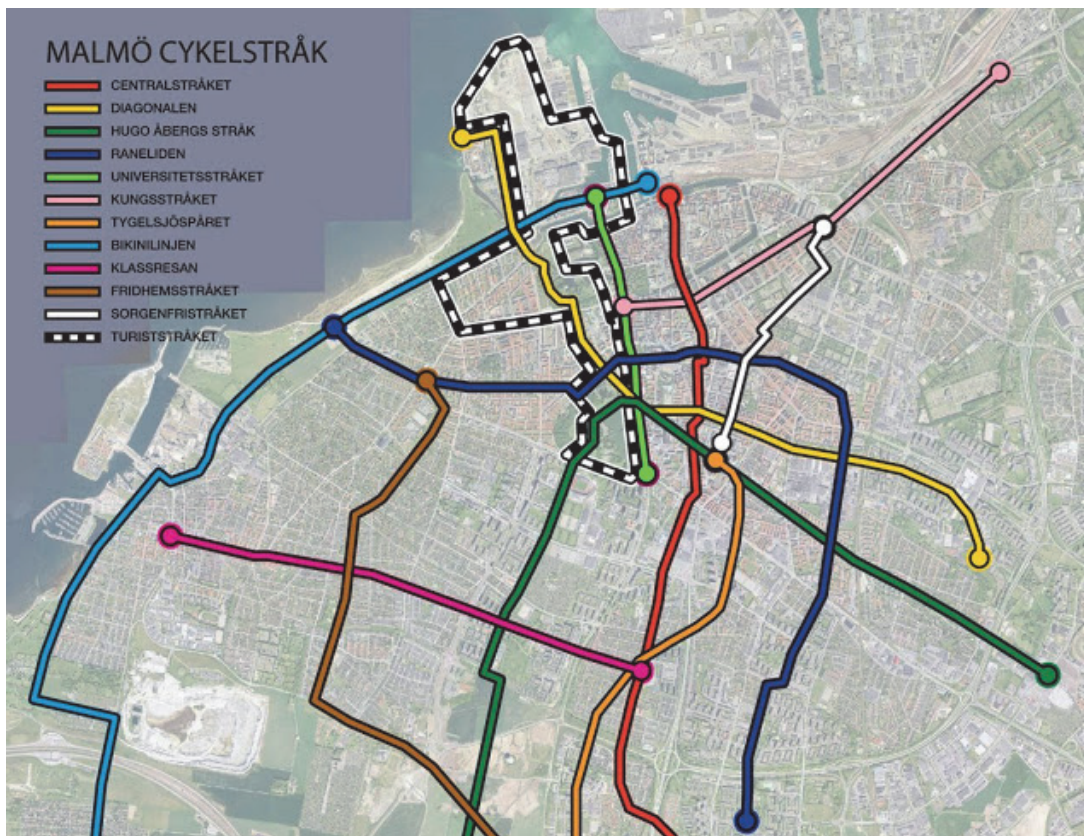 MALMÖ CYKELSTRÅK
CENTRALSTRÅKET
DIAGONALEN
HUGO ÅBERGS STRÅK
RANELIDEN
UNIVERSITETSSTRÅKET
KUNGSSTRÅKET
TYGELSJÖSPÅRET
BIKINILINJEN
KLASSRESAN
FRIDHEMSSTRÅKET
SORGENFRISTRÅKET
TURISTSTRÅKET